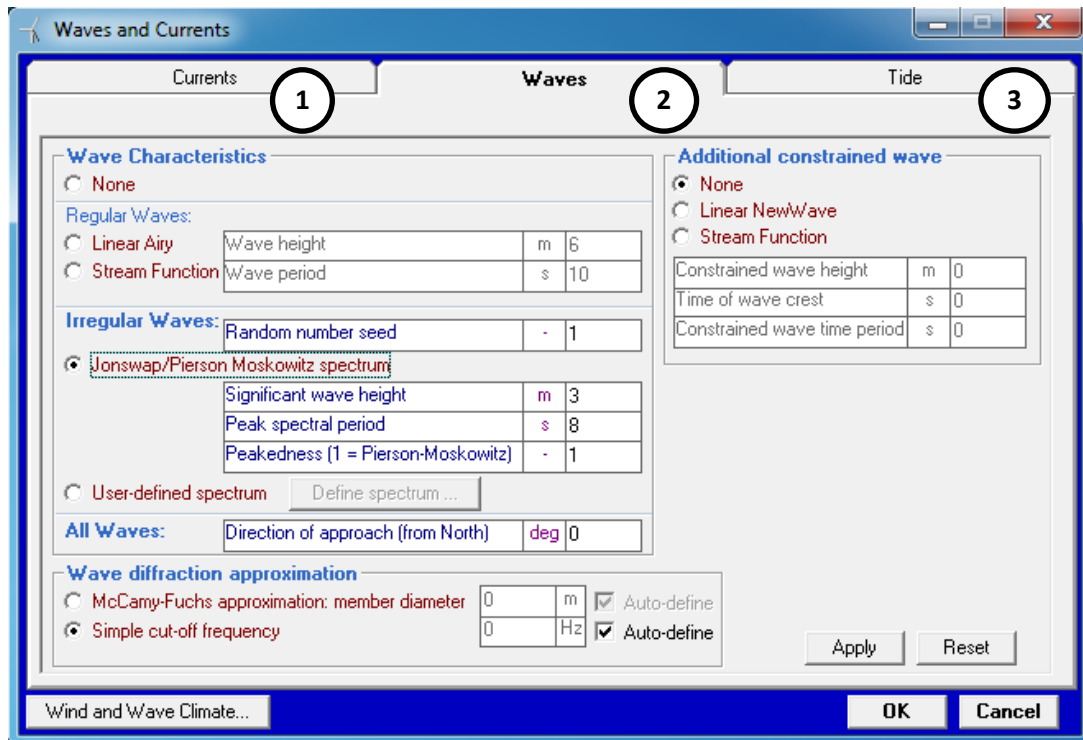 Waves and Currents
Currents 1 Waves 2 Tide 3
Wave Characteristics
None
Regular Waves:
Linear Airy Wave height m 6
Stream Function Wave period s 10
Irregular Waves:
Random number seed - 1
Jonswap/Pierson Moskowitz spectrum
Significant wave height m 3
Peak spectral period s 8
Peakedness (1 = Pierson-Moskowitz) - 1
User-defined spectrum Define spectrum ...
All Waves: Direction of approach (from North) deg 0
Additional constrained wave
None
Linear NewWave
Stream Function
Constrained wave height m 0
Time of wave crest s 0
Constrained wave time period s 0
Wave diffraction approximation
McCamy-Fuchs approximation: member diameter 0 m Auto-define
Simple cut-off frequency 0 Hz Auto-define
Apply Reset
Wind and Wave Climate... OK Cancel